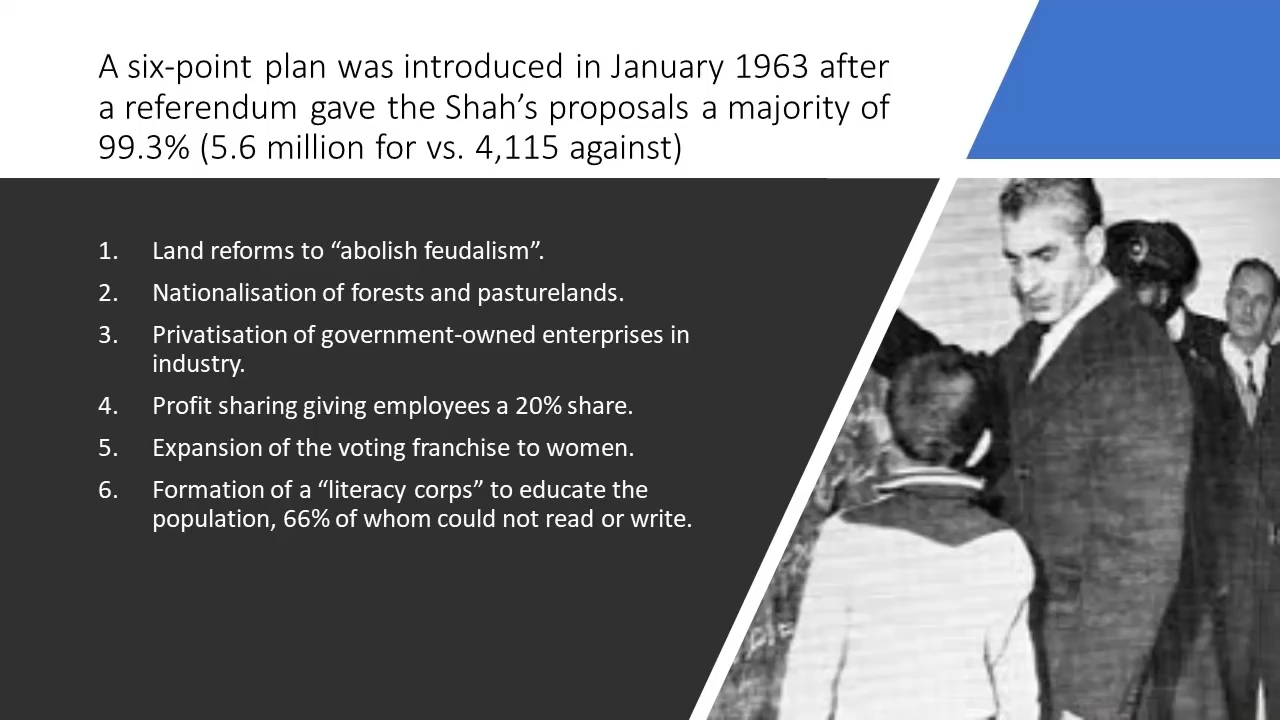 A six-point plan was introduced in January 1963 after
a referendum gave the Shah’s proposals a majority of
99.3% (5.6 million for vs. 4,115 against)
1. Land reforms to “abolish feudalism”.
2. Nationalisation of forests and pasturelands.
3. Privatisation of government-owned enterprises in
industry.
4. Profit sharing giving employees a 20% share.
5. Expansion of the voting franchise to women.
6. Formation of a “literacy corps” to educate the
population, 66% of whom could not read or write.